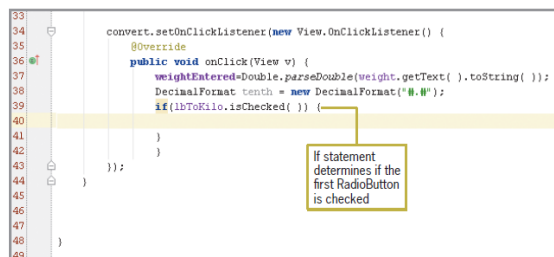 33
34 convert.setOnClickListener(new View.OnClickListener() {
35 @Override
36 public void onClick(View v) {
37 weightEntered=Double.parseDouble(weight.getText( ).toString( ));
38 DecimalFormat tenth = new DecimalFormat("#.#");
39 if(lbToKilo.isChecked( )) {
40
41 }
42 }
43 });
44 }
45
46
47
48 }
49
If statement
determines if the
first RadioButton
is checked